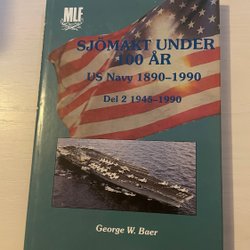 MLF
SJÖMAKT UNDER
100 ÅR
US Navy 1890-1990
Del 2 1945-1990
George W. Baer